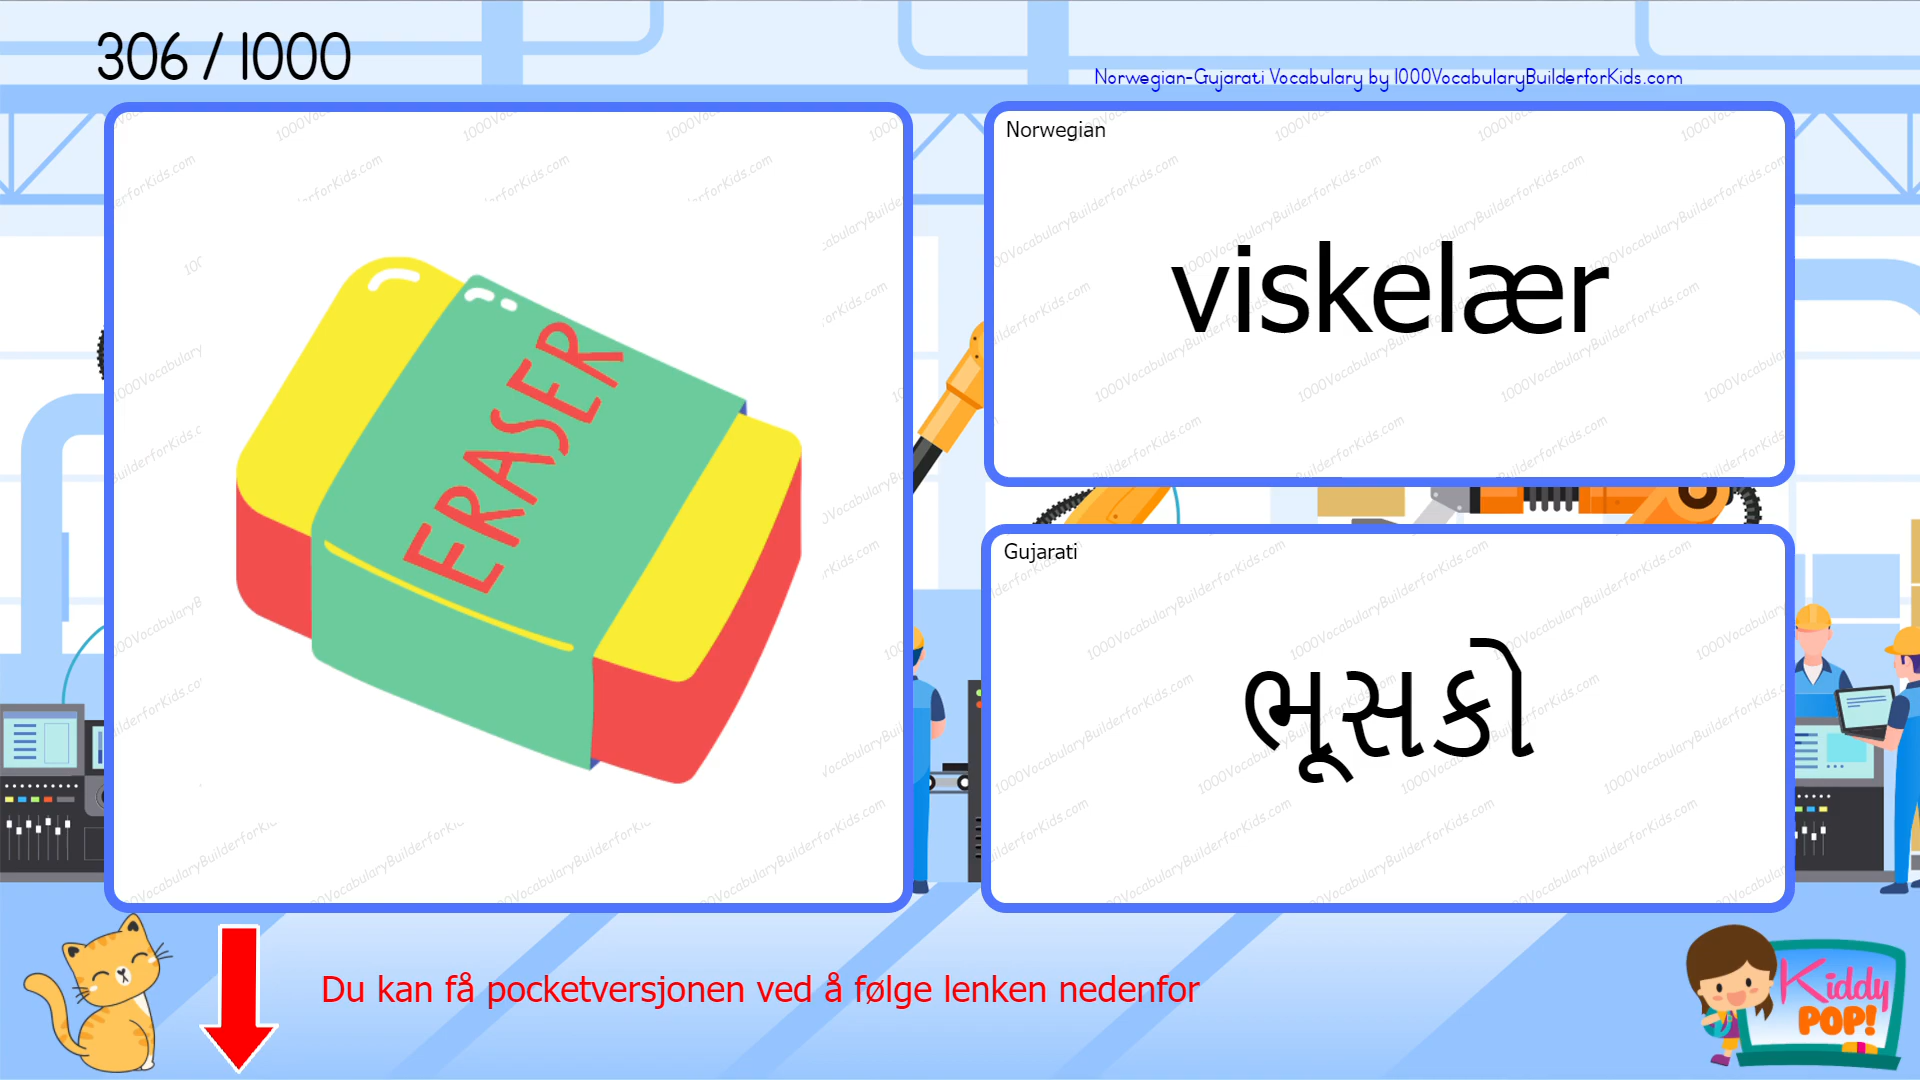 306 / 1000
Norwegian-Gujarati Vocabulary by 1000VocabularyBuilderforKids.com
Norwegian
viskelær
ERASER
Gujarati
ભૂસકો
Du kan få pocketversjonen ved å følge lenken nedenfor
Kiddy
POP!